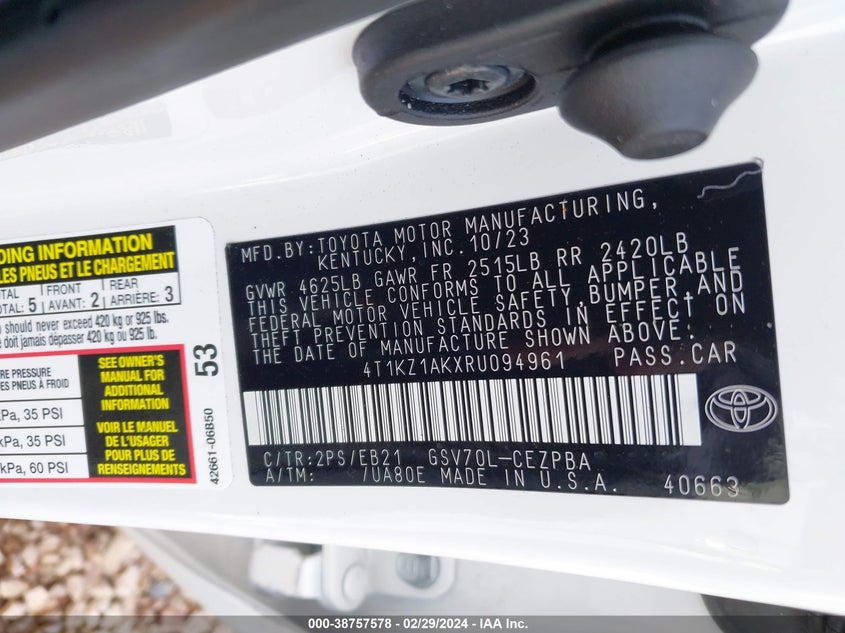 DING INFORMATION
LES PNEUS ET LE CHARGEMENT
OTAL
OTAL: 5
FRONT
AVANT: 2
REAR
ARRIÈRE: 3
should never exceed 420 kg or 925 lbs.
doit jamais dépasser 420 kg ou 925 lb.
RE PRESSURE
ES PNEUS À FROID
kPa, 35 PSI
kPa, 35 PSI
kPa, 60 PSI
SEE OWNER'S
MANUAL FOR
ADDITIONAL
INFORMATION
VOIR LE MANUEL
DE L'USAGER
POUR PLUS DE
RENSEIGNEMENTS
53
42661-06B50
MFD.BY: TOYOTA MOTOR MANUFACTURING,
KENTUCKY, INC. 10/23
GVWR 4625LB GAWR FR 2515LB RR 2420LB
THIS VEHICLE CONFORMS TO ALL APPLICABLE
FEDERAL MOTOR VEHICLE SAFETY, BUMPER, AND
THEFT PREVENTION STANDARDS IN EFFECT ON
THE DATE OF MANUFACTURE SHOWN ABOVE:
4T1KZ1AKXRU094961 PASS.CAR
C/TR:2PS/EB21 GSV70L-CEZPBA
A/TM: /UA80E MADE IN U.S.A. 40663
000-38757578 - 02/29/2024 - IAA Inc.